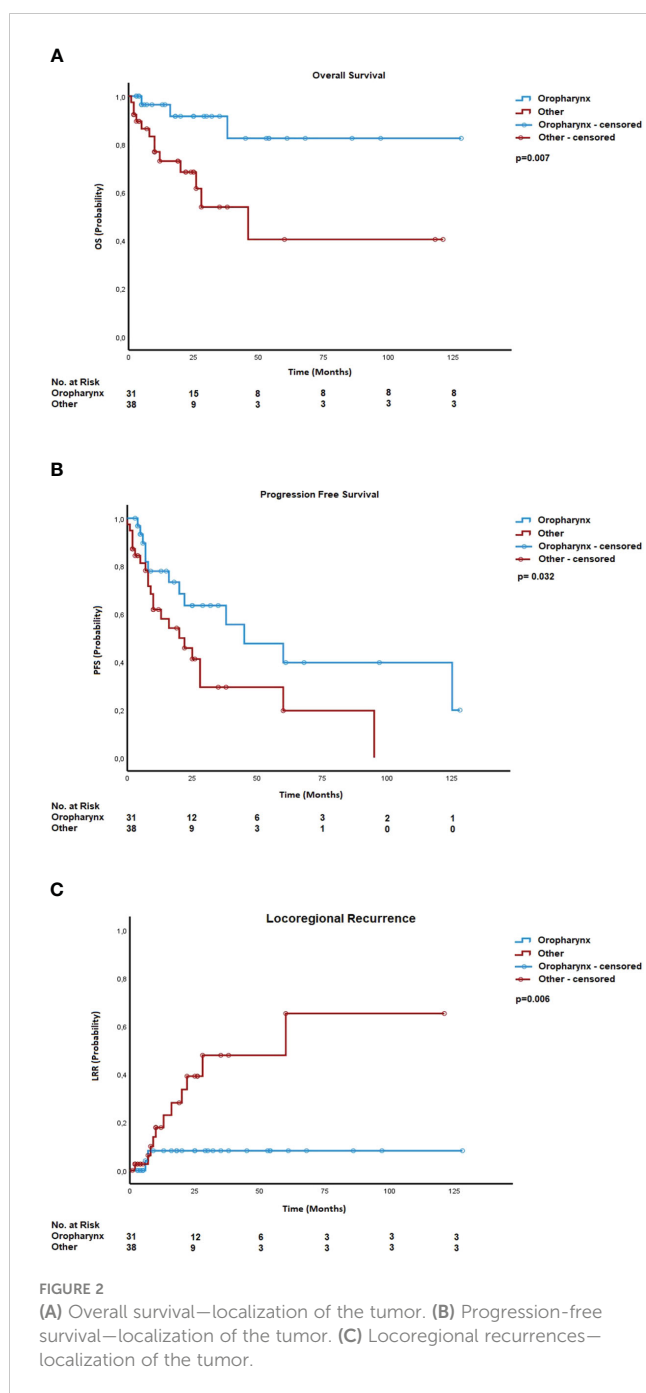 A
Overall Survival
Oropharynx
Other
Oropharynx - censored
Other - censored
p=0.007
1,0
0,8
0,6
0,4
0,2
0,0
OS (Probability)
0 25 50 75 100 125
Time (Months)
No. at Risk
Oropharynx 31 15 8 8 8 8
Other 38 9 3 3 3 3
B
Progression Free Survival
Oropharynx
Other
Oropharynx - censored
Other - censored
p= 0.032
1,0
0,8
0,6
0,4
0,2
0,0
PFS (Probability)
0 25 50 75 100 125
Time (Months)
No. at Risk
Oropharynx 31 12 6 3 2 1
Other 38 9 3 1 0 0
C
Locoregional Recurrence
Oropharynx
Other
Oropharynx - censored
Other - censored
p=0.006
1,0
0,8
0,6
0,4
0,2
0,0
LRR (Probability)
0 25 50 75 100 125
Time (Months)
No. at Risk
Oropharynx 31 12 6 3 3 3
Other 38 9 3 3 3 3
FIGURE 2
(A) Overall survival—localization of the tumor. (B) Progression-free
survival—localization of the tumor. (C) Locoregional recurrences—
localization of the tumor.